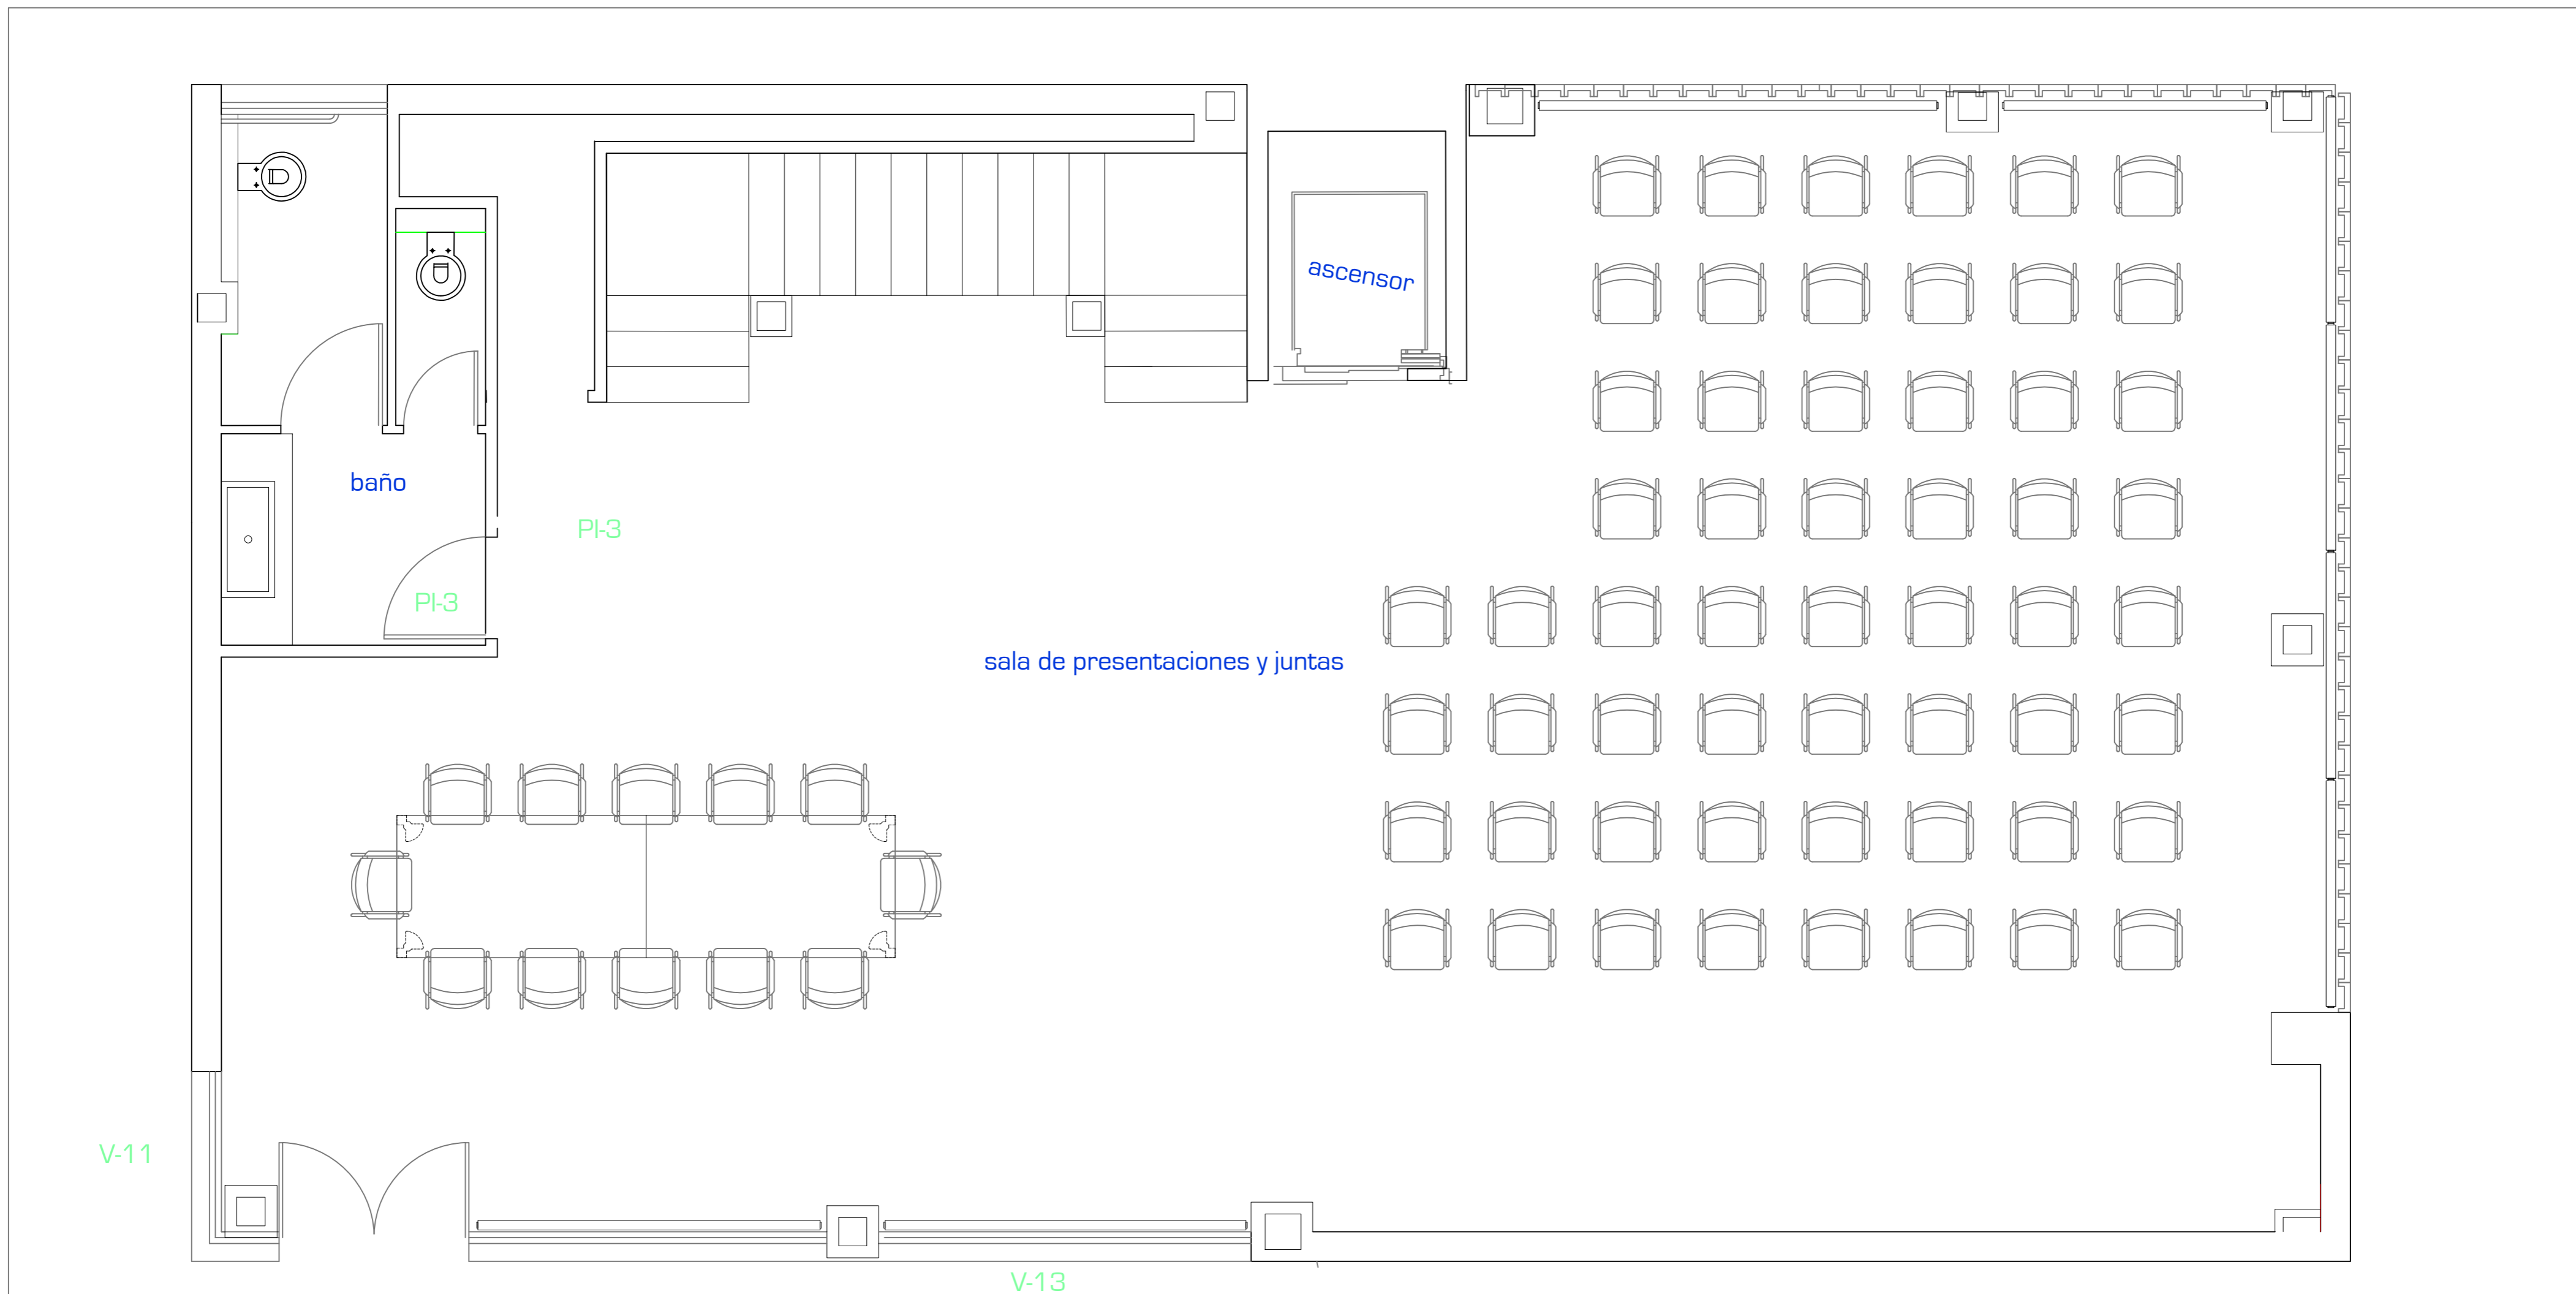 ascensor
baño
PI-3
PI-3
sala de presentaciones y juntas
V-11
V-13